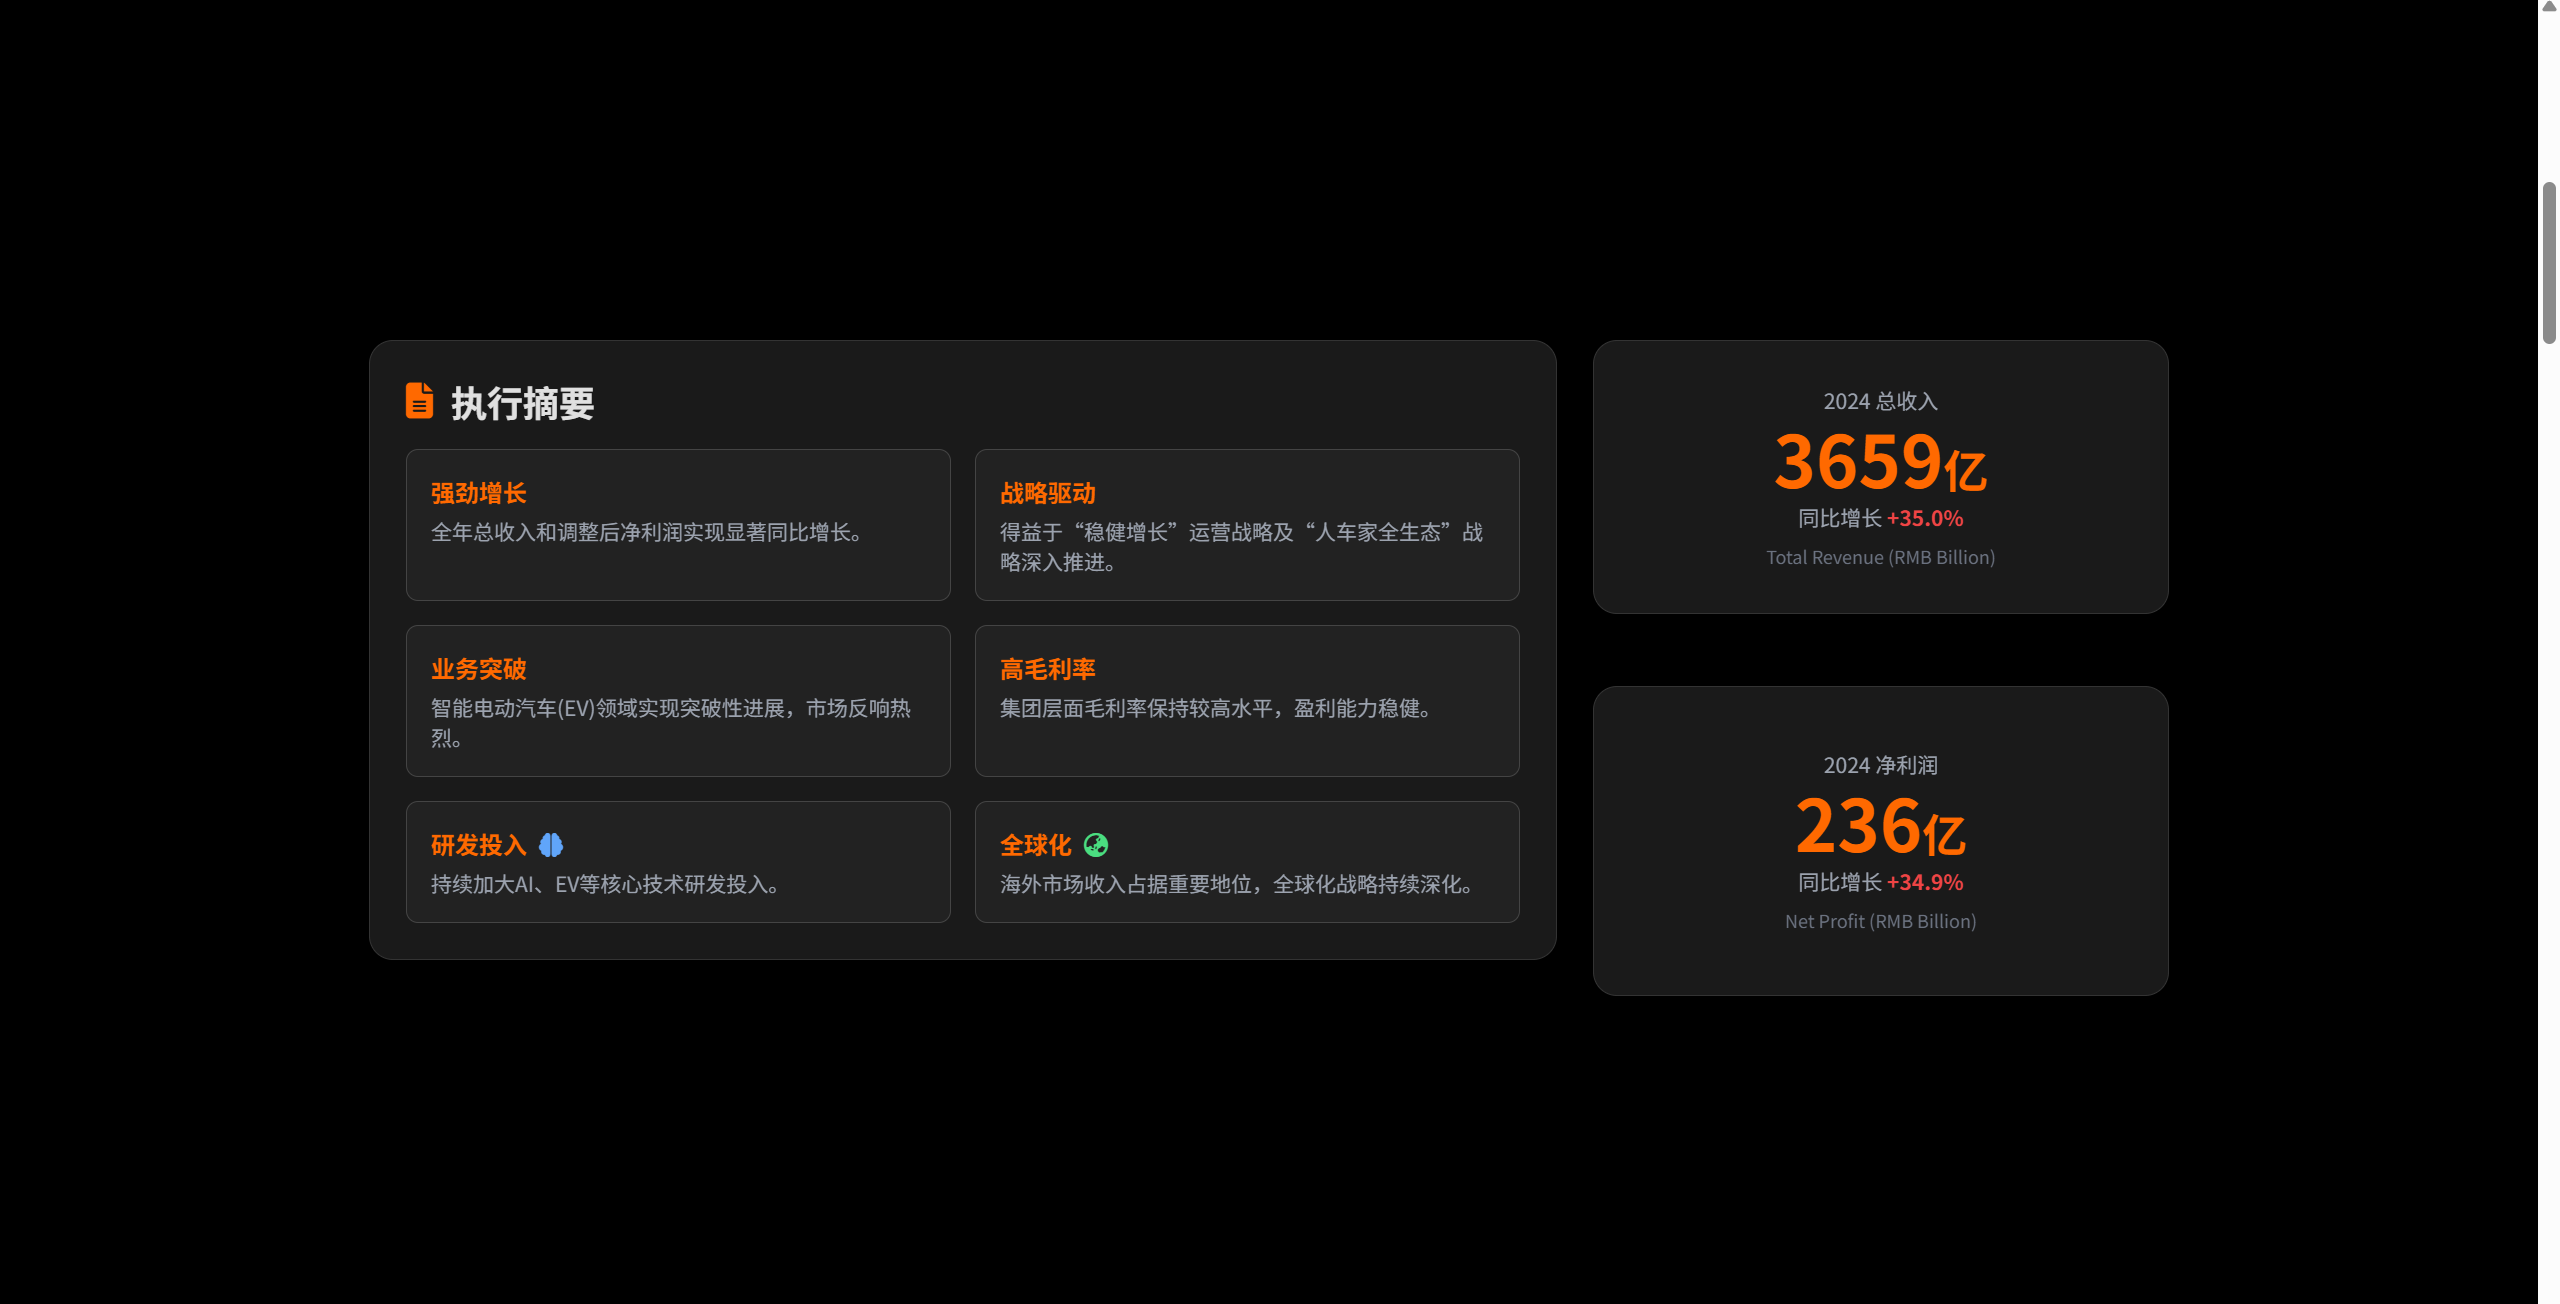 执行摘要
强劲增长
全年总收入和调整后净利润实现显著同比增长。
战略驱动
得益于“稳健增长”运营战略及“人车家全生态”战
略深入推进。
业务突破
智能电动汽车(EV)领域实现突破性进展，市场反响热
烈。
高毛利率
集团层面毛利率保持较高水平，盈利能力稳健。
研发投入
持续加大AI、EV等核心技术研发投入。
全球化
海外市场收入占据重要地位，全球化战略持续深化。
2024 总收入
3659亿
同比增长 +35.0%
Total Revenue (RMB Billion)
2024 净利润
236亿
同比增长 +34.9%
Net Profit (RMB Billion)